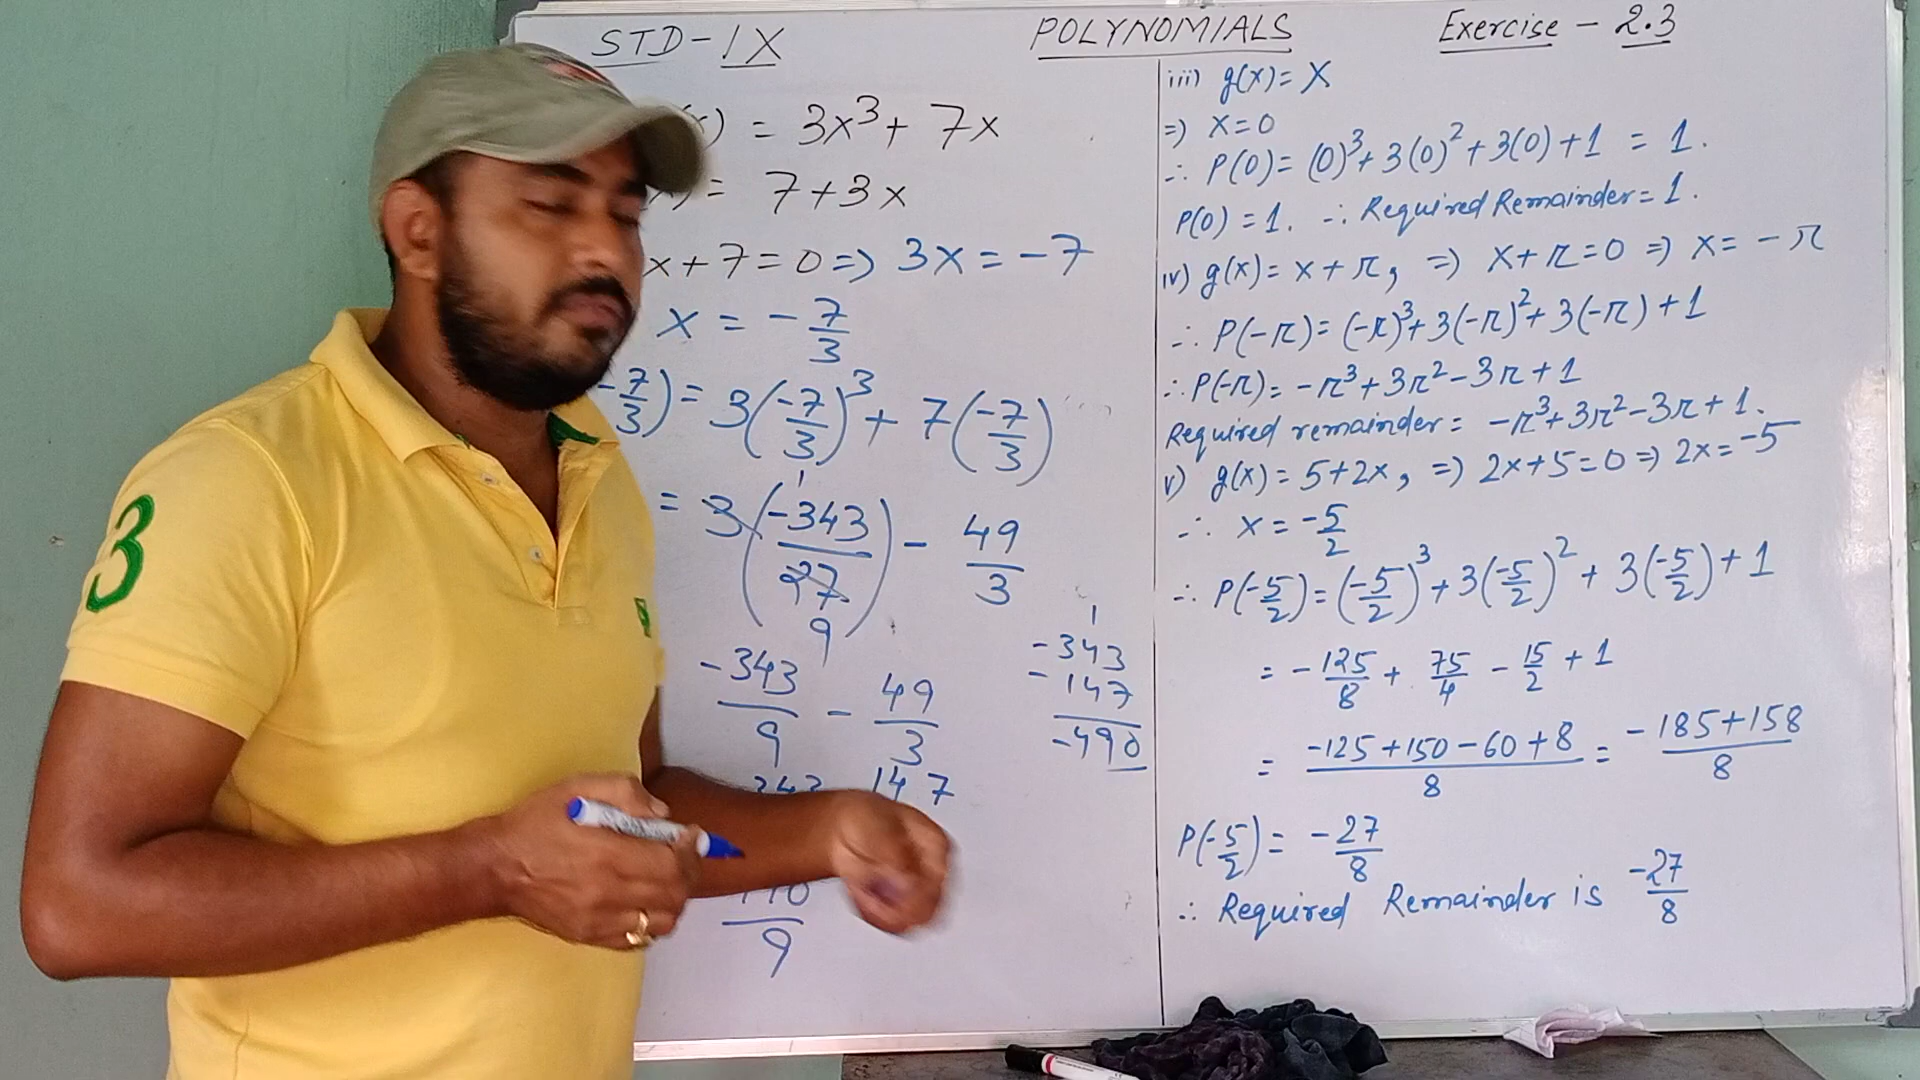 STD-IX
POLYNOMIALS
Exercise - 2.3
) = 3x³ + 7x
) = 7+3x
x+7=0 => 3x = -7
x = -7/3
-7/3) = 3(-7/3)³ + 7(-7/3)
= 3(-343/27) - 49/3
1
9
-343/9 - 49/3
147
9
1
-343
-147
-490
iii) g(x) = x
=> x=0
∴ P(0) = (0)³+3(0)²+3(0)+1 = 1.
P(0) = 1. ∴ Required Remainder = 1.
iv) g(x) = x+π, => x+π=0 => x= -π
∴ P(-π) = (-π)³+3(-π)²+3(-π)+1
∴ P(-π) = -π³+3π²-3π+1
Required remainder = -π³+3π²-3π+1.
v) g(x) = 5+2x, => 2x+5=0 => 2x=-5
∴ x = -5/2
∴ P(-5/2) = (-5/2)³+3(-5/2)²+3(-5/2)+1
= -125/8 + 75/4 - 15/2 + 1
= -125+150-60+8/8 = -185+158/8
P(-5/2) = -27/8
∴ Required Remainder is -27/8
3